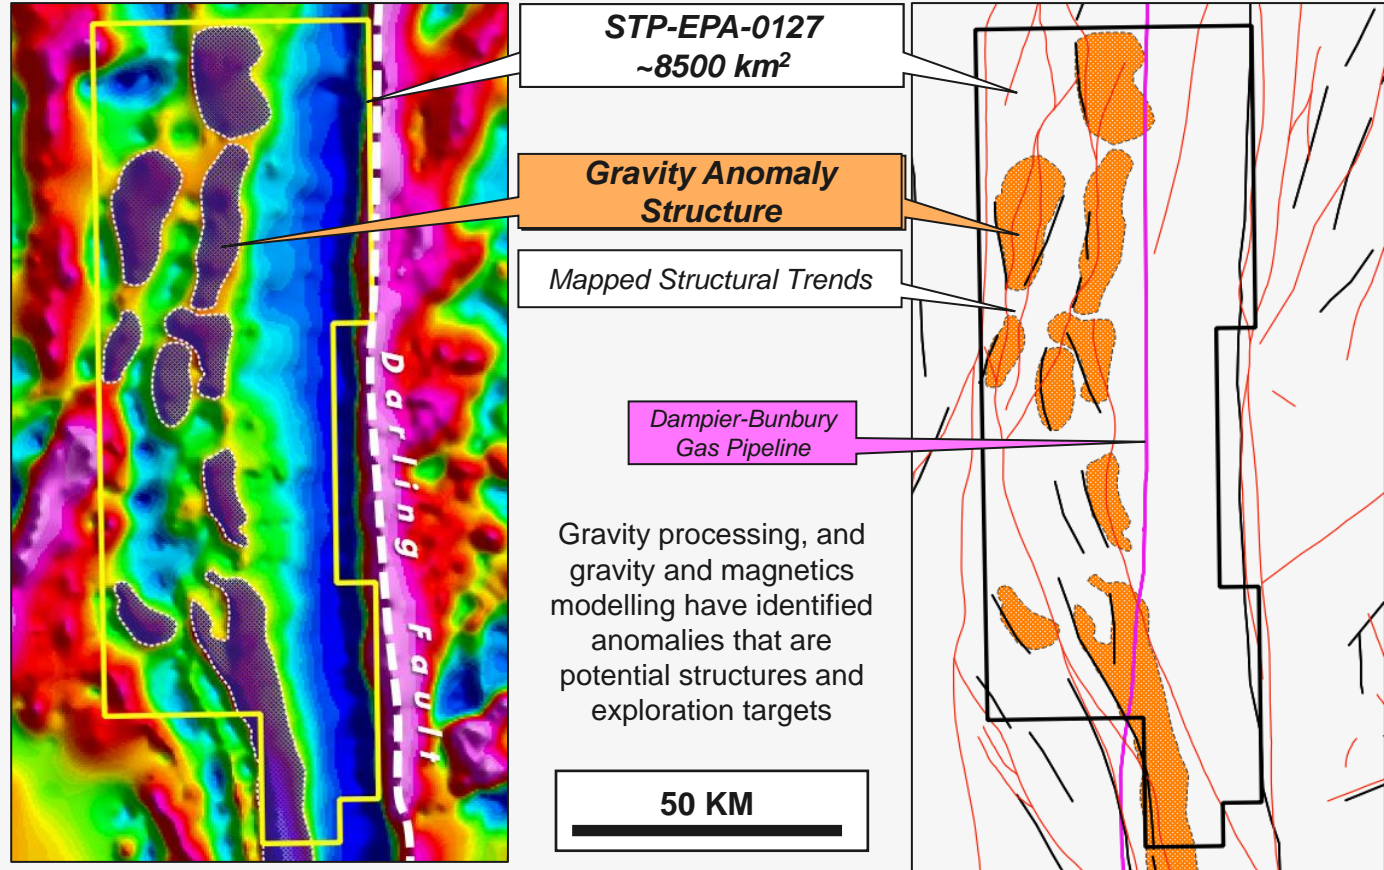 STP-EPA-0127
~8500 km²
Gravity Anomaly
Structure
Mapped Structural Trends
Dampier-Bunbury
Gas Pipeline
Darling Fault
Gravity processing, and
gravity and magnetics
modelling have identified
anomalies that are
potential structures and
exploration targets
50 KM